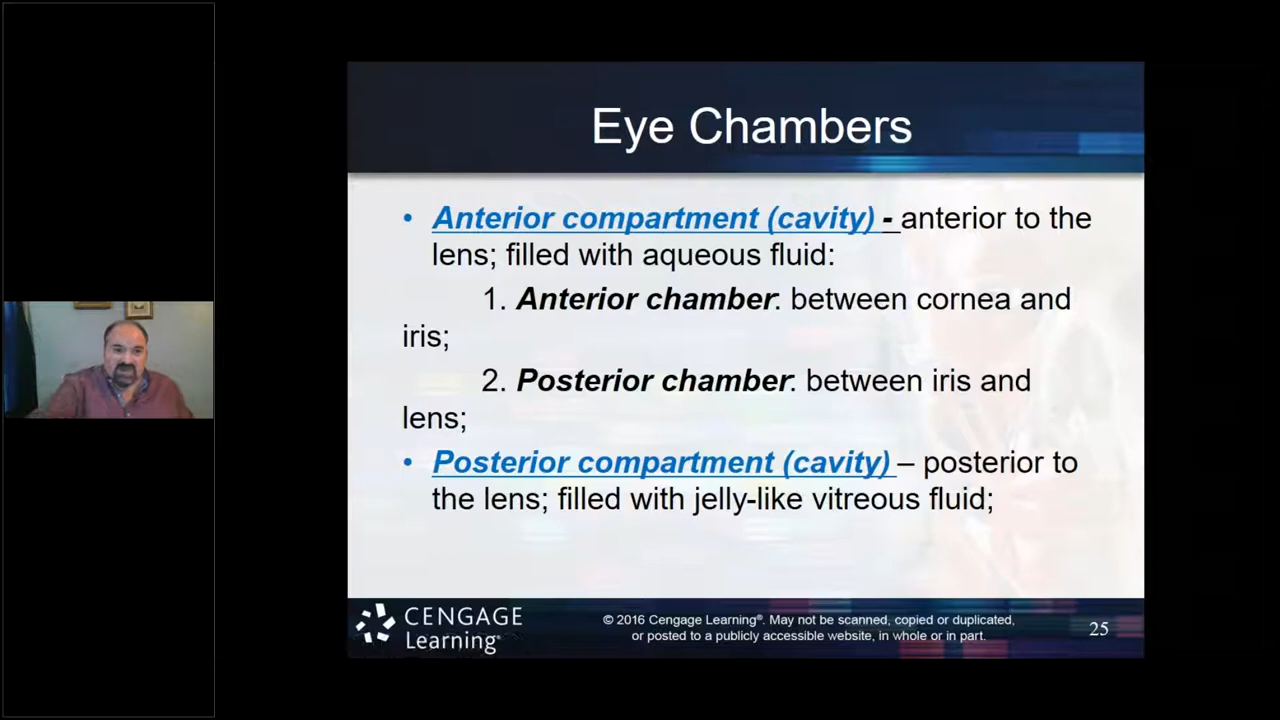 Eye Chambers
• Anterior compartment (cavity) - anterior to the
lens; filled with aqueous fluid:
1. Anterior chamber: between cornea and
iris;
2. Posterior chamber: between iris and
lens;
• Posterior compartment (cavity) – posterior to
the lens; filled with jelly-like vitreous fluid;
CENGAGE
Learning®
© 2016 Cengage Learning®. May not be scanned, copied or duplicated,
or posted to a publicly accessible website, in whole or in part.
25